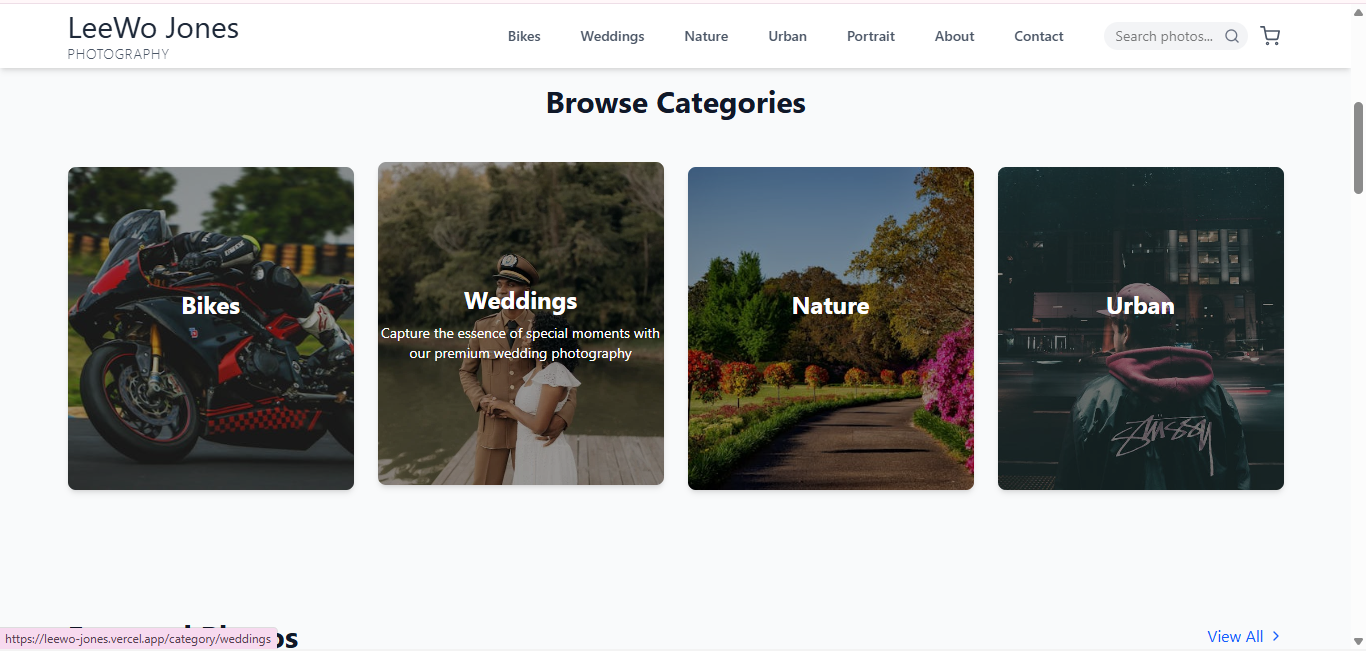 LeeWo Jones
PHOTOGRAPHY
Bikes Weddings Nature Urban Portrait About Contact Search photos...
Browse Categories
Bikes
Weddings
Capture the essence of special moments with
our premium wedding photography
Nature
Urban
STUSSY
View All
https://leewo-jones.vercel.app/category/weddings